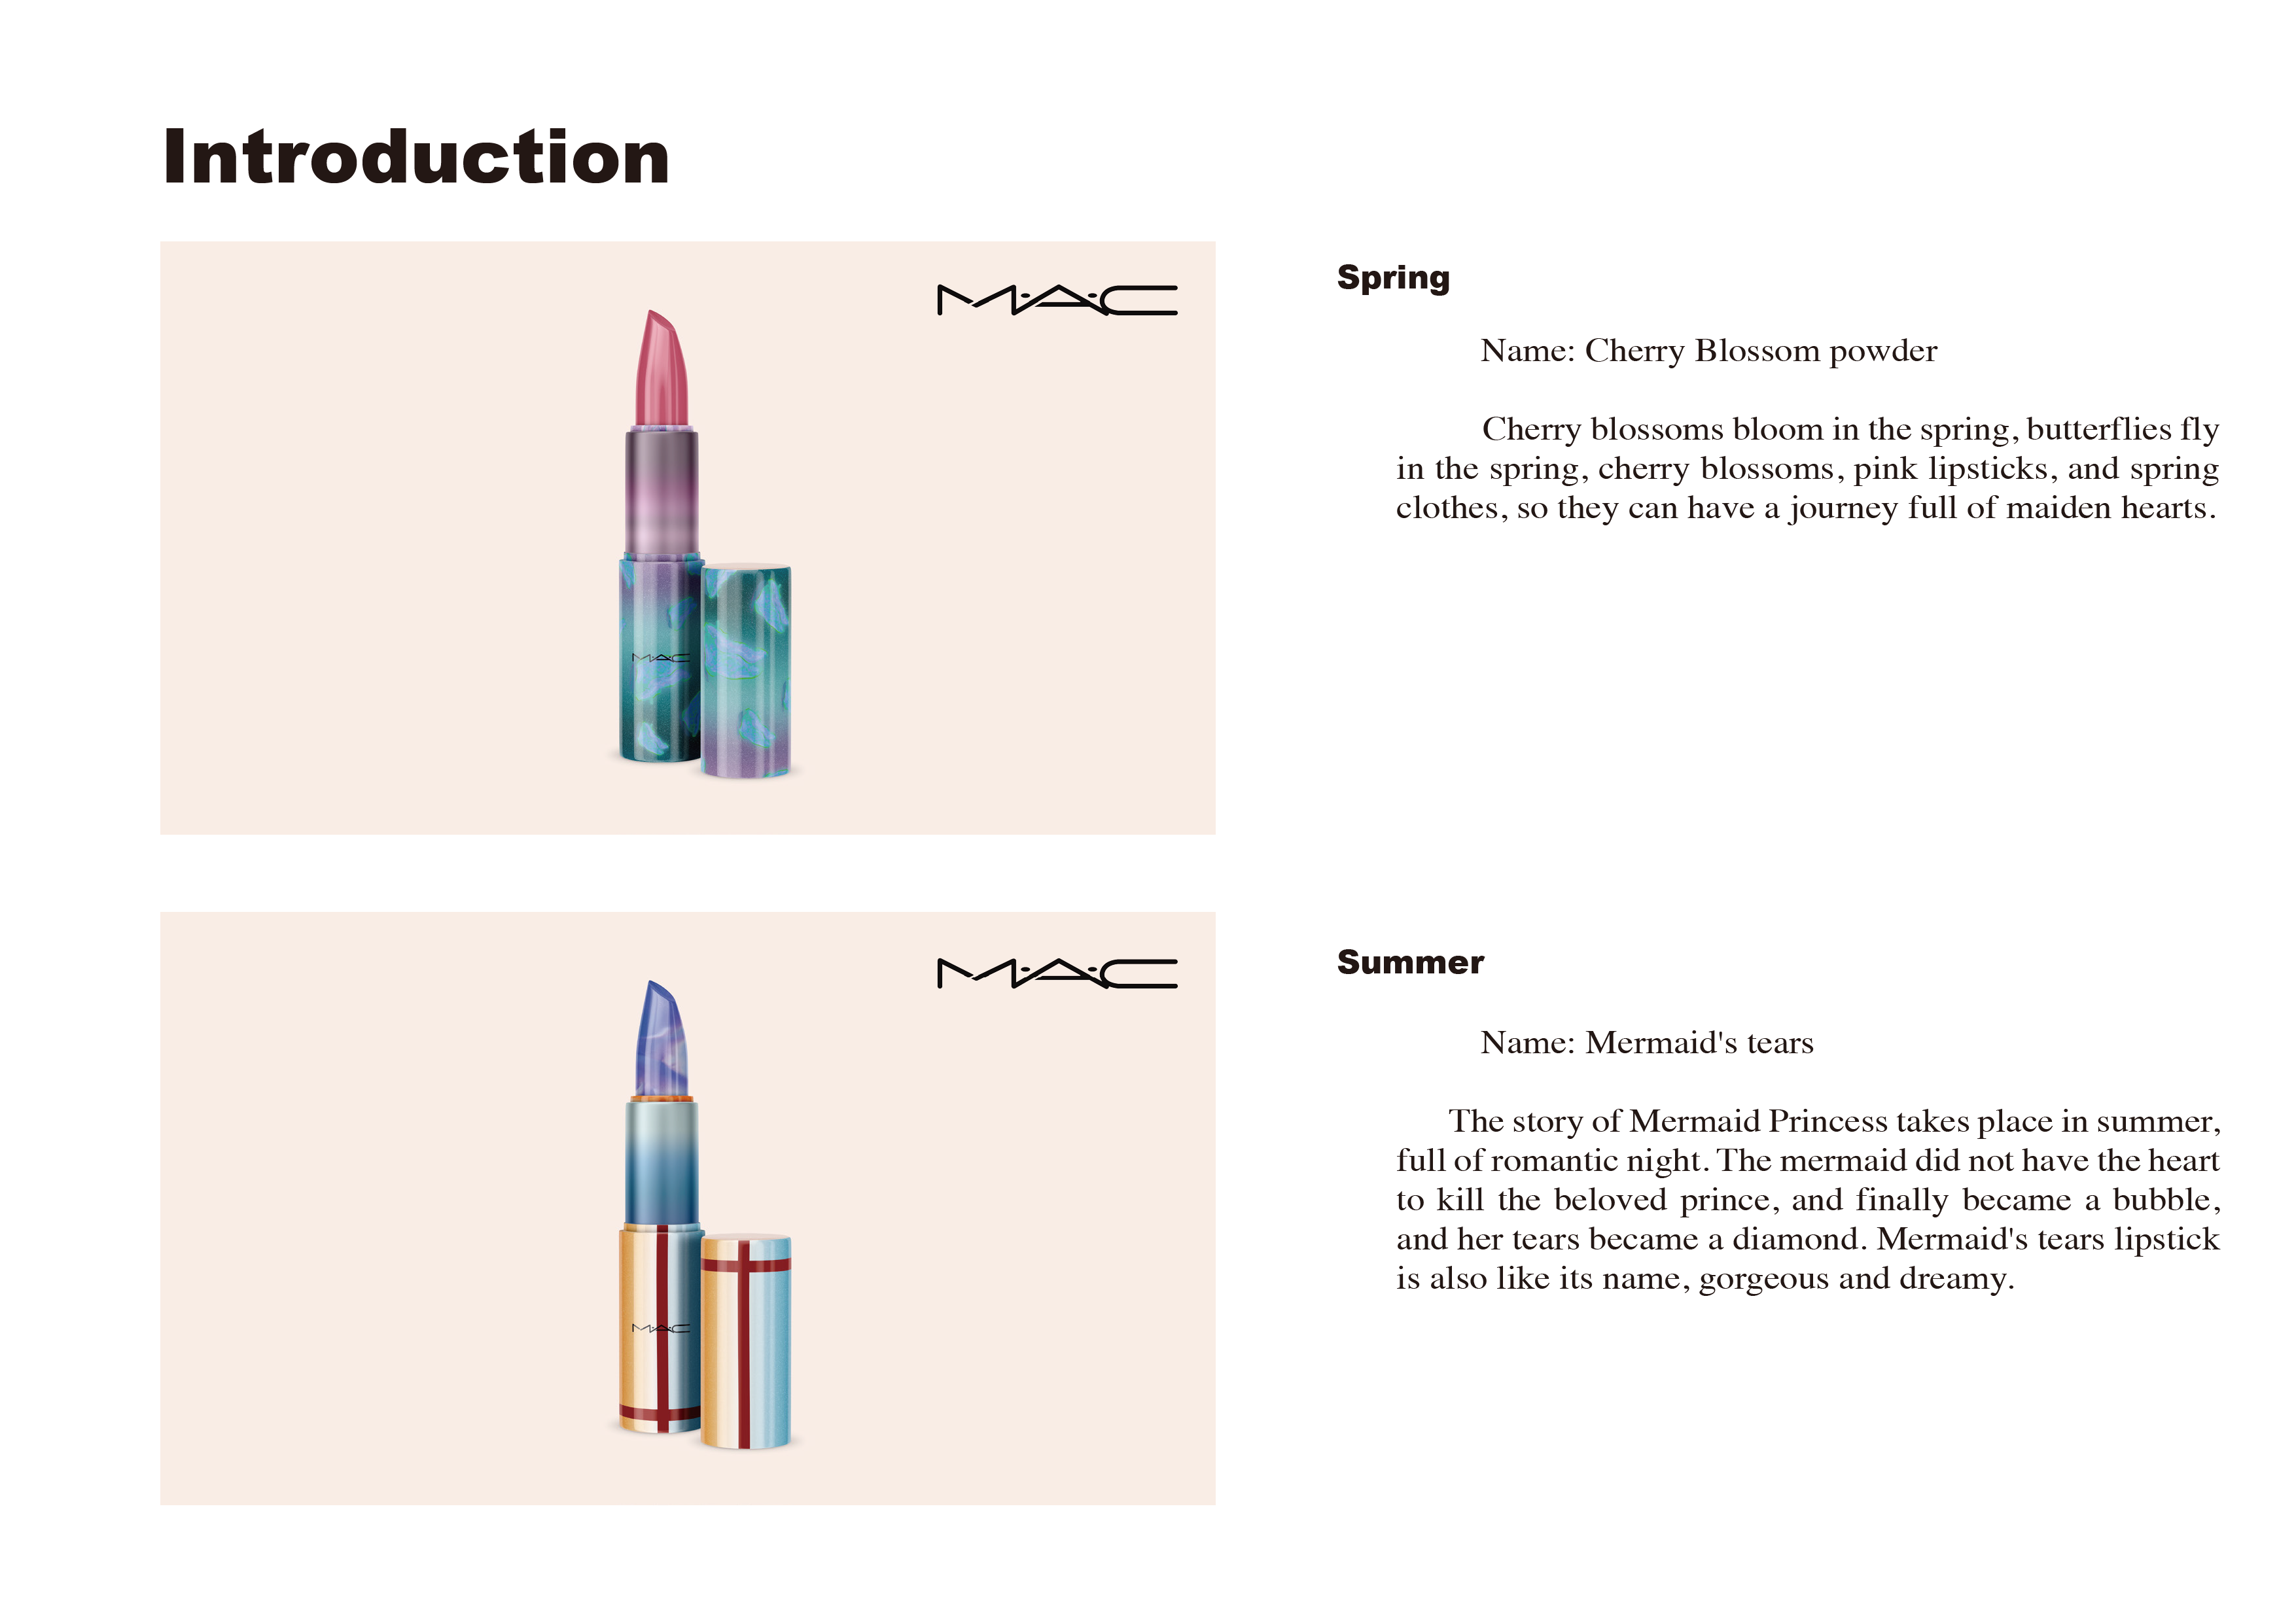 Introduction
M·A·C
Spring
Name: Cherry Blossom powder
Cherry blossoms bloom in the spring, butterflies fly
in the spring, cherry blossoms, pink lipsticks, and spring
clothes, so they can have a journey full of maiden hearts.
M·A·C
M·A·C
Summer
Name: Mermaid's tears
The story of Mermaid Princess takes place in summer,
full of romantic night. The mermaid did not have the heart
to kill the beloved prince, and finally became a bubble,
and her tears became a diamond. Mermaid's tears lipstick
is also like its name, gorgeous and dreamy.
M·A·C